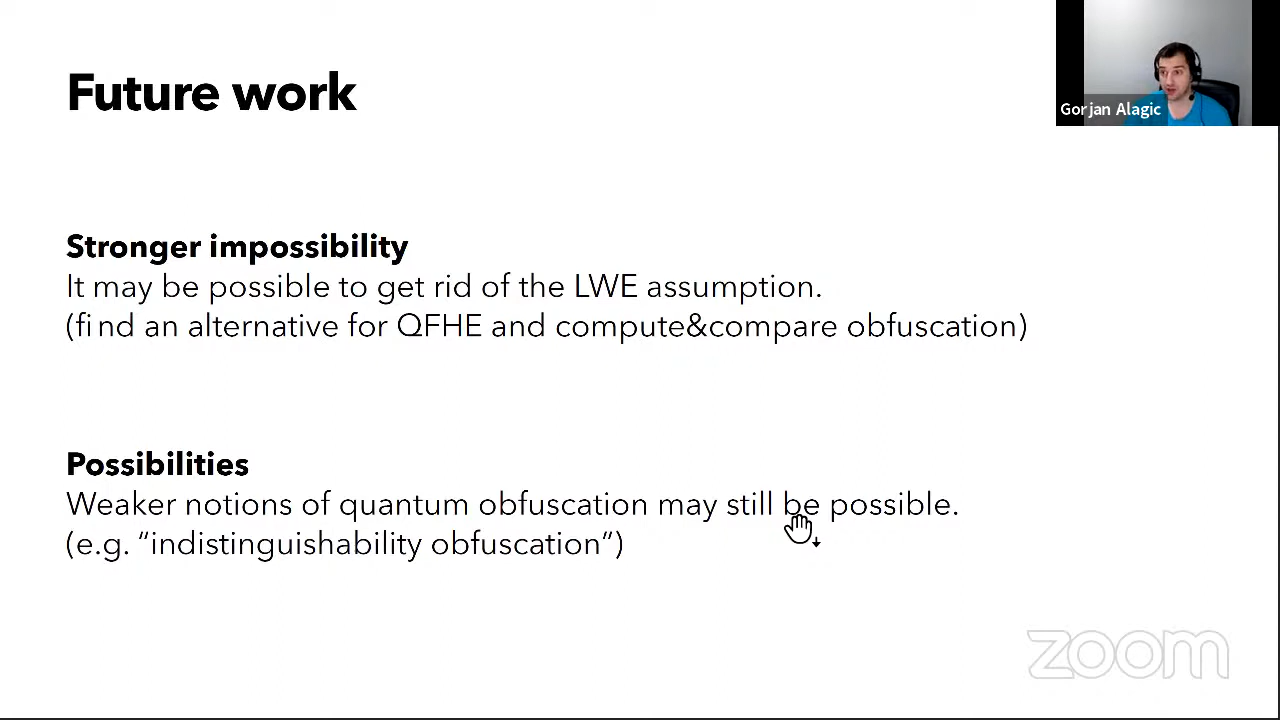 Future work
Gorjan Alagic
Stronger impossibility
It may be possible to get rid of the LWE assumption.
(find an alternative for QFHE and compute&compare obfuscation)
Possibilities
Weaker notions of quantum obfuscation may still be possible.
(e.g. “indistinguishability obfuscation”)
zoom